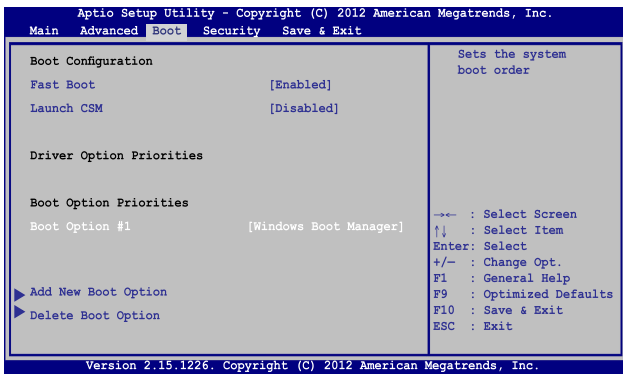 Aptio Setup Utility - Copyright (C) 2012 American Megatrends, Inc.
Main Advanced Boot Security Save & Exit
Boot Configuration
Fast Boot [Enabled]
Launch CSM [Disabled]
Driver Option Priorities
Boot Option Priorities
Boot Option #1 [Windows Boot Manager]
Add New Boot Option
Delete Boot Option
Sets the system
boot order
→← : Select Screen
↑↓ : Select Item
Enter: Select
+/— : Change Opt.
F1 : General Help
F9 : Optimized Defaults
F10 : Save & Exit
ESC : Exit
Version 2.15.1226. Copyright (C) 2012 American Megatrends, Inc.